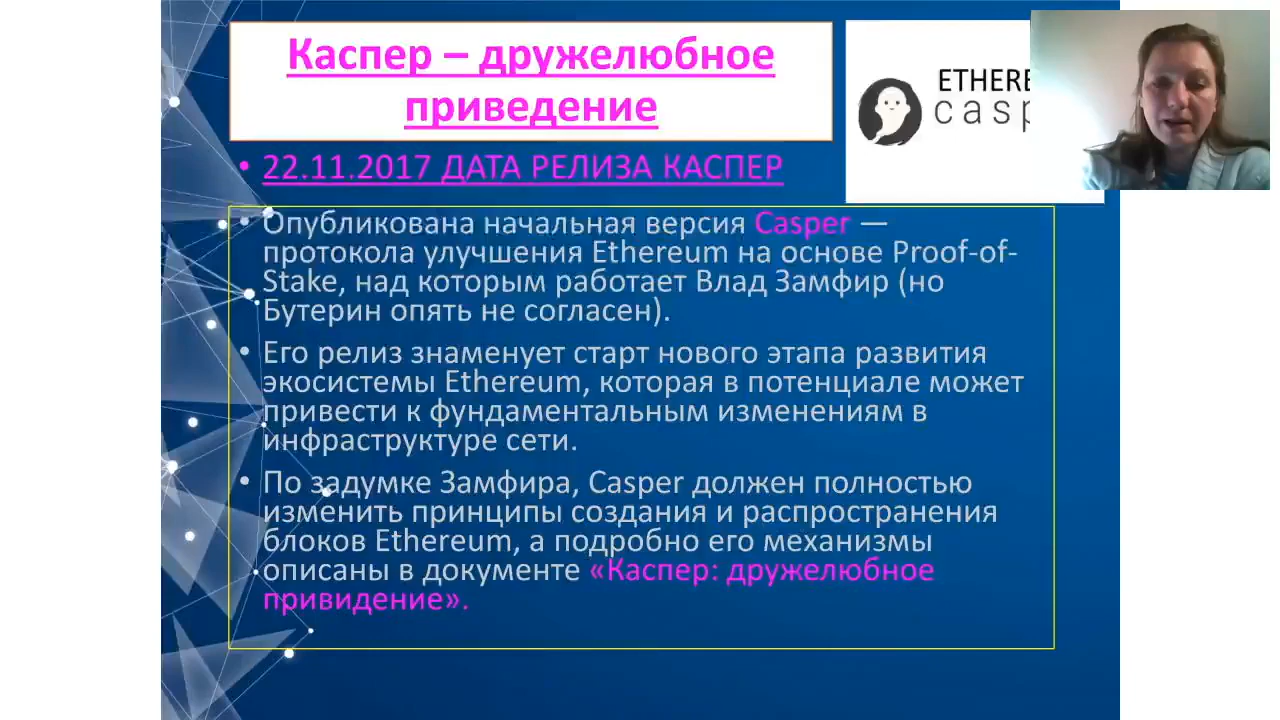 Каспер – дружелюбное
приведение
ETHERE
casp
• 22.11.2017 ДАТА РЕЛИЗА КАСПЕР
• Опубликована начальная версия Casper —
протокола улучшения Ethereum на основе Proof-of-
Stake, над которым работает Влад Замфир (но
Бутерин опять не согласен).
• Его релиз знаменует старт нового этапа развития
экосистемы Ethereum, которая в потенциале может
привести к фундаментальным изменениям в
инфраструктуре сети.
• По задумке Замфира, Casper должен полностью
изменить принципы создания и распространения
блоков Ethereum, а подробно его механизмы
описаны в документе «Каспер: дружелюбное
привидение».